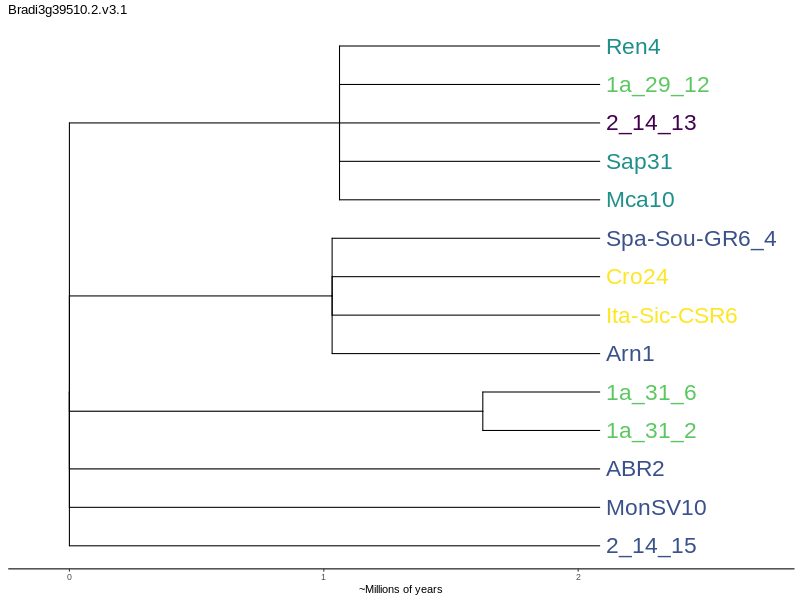 Bradi3g39510.2.v3.1
Ren4
1a_29_12
2_14_13
Sap31
Mca10
Spa-Sou-GR6_4
Cro24
Ita-Sic-CSR6
Arn1
1a_31_6
1a_31_2
ABR2
MonSV10
2_14_15
0 1 2
~Millions of years